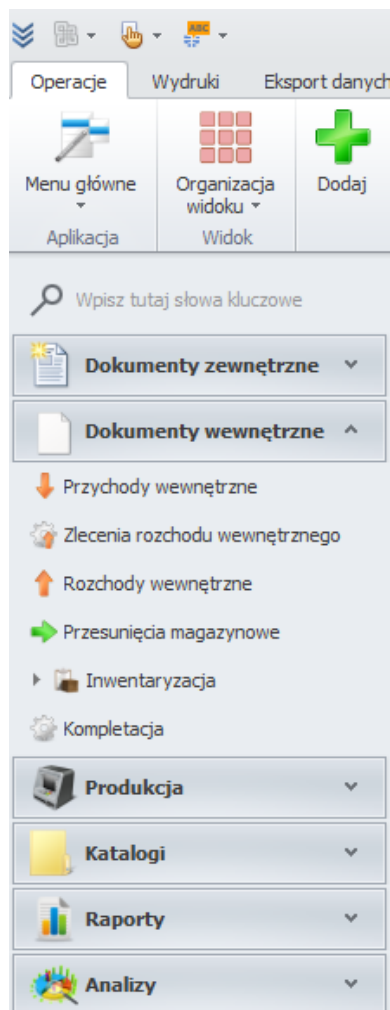 ABC
Operacje Wydruki Eksport danych
Menu główne Organizacja widoku Dodaj
Aplikacja Widok
Wpisz tutaj słowa kluczowe
Dokumenty zewnętrzne
Dokumenty wewnętrzne
Przychody wewnętrzne
Zlecenia rozchodu wewnętrznego
Rozchody wewnętrzne
Przesunięcia magazynowe
Inwentaryzacja
Kompletacja
Produkcja
Katalogi
Raporty
Analizy